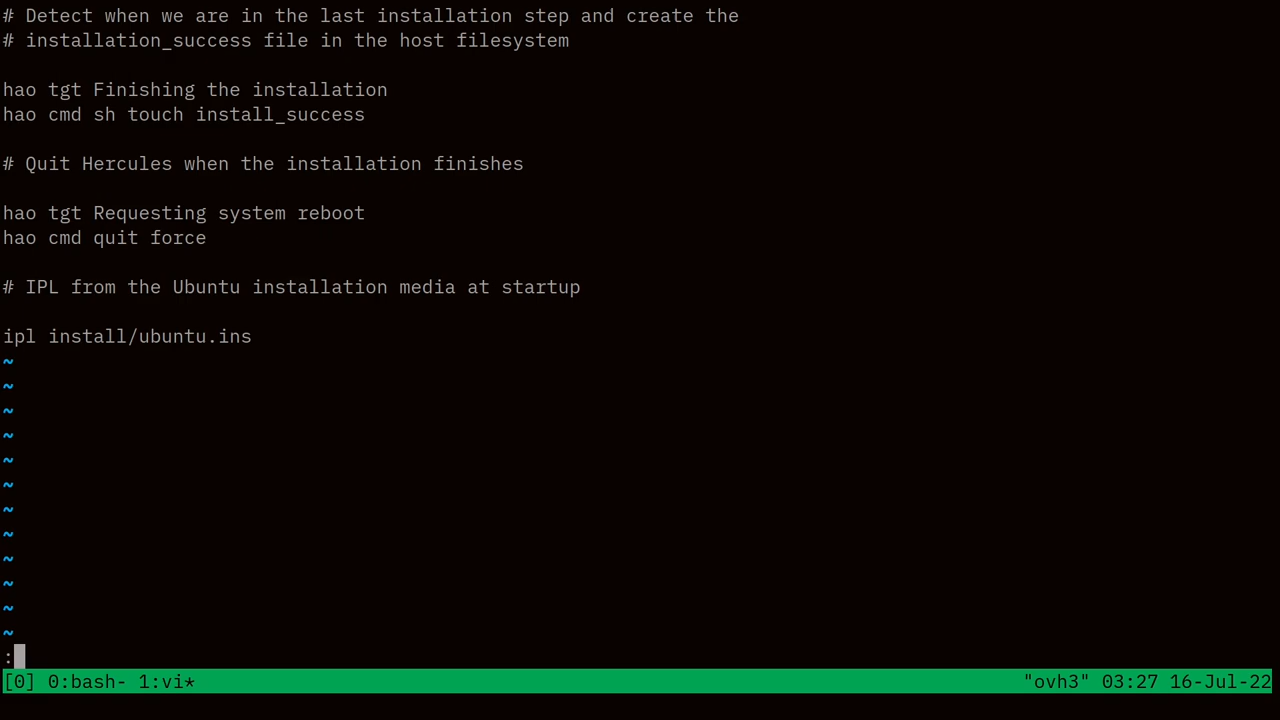 # Detect when we are in the last installation step and create the
# installation_success file in the host filesystem
hao tgt Finishing the installation
hao cmd sh touch install_success
# Quit Hercules when the installation finishes
hao tgt Requesting system reboot
hao cmd quit force
# IPL from the Ubuntu installation media at startup
ipl install/ubuntu.ins
~
~
~
~
~
~
~
~
~
~
~
~
:
[0] 0:bash- 1:vi* "ovh3" 03:27 16-Jul-22